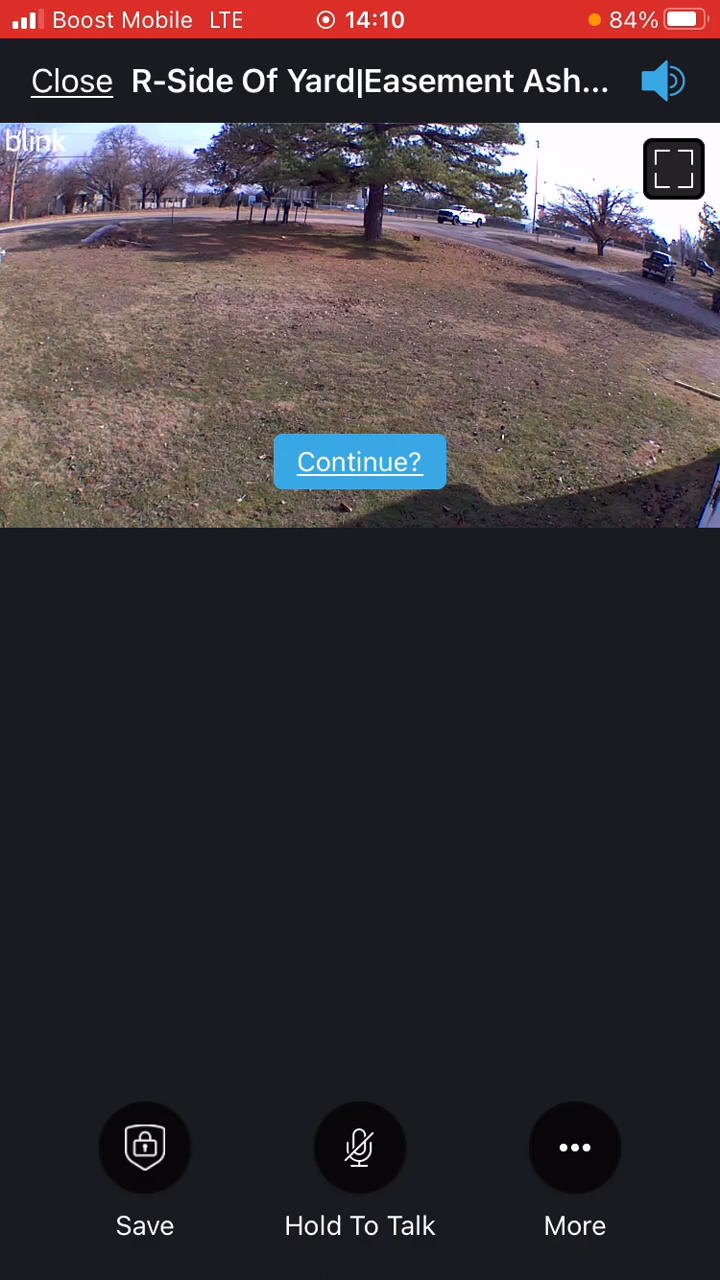 Boost Mobile LTE 14:10 84%
Close R-Side Of Yard|Easement Ash...
blink
Continue?
Save Hold To Talk More